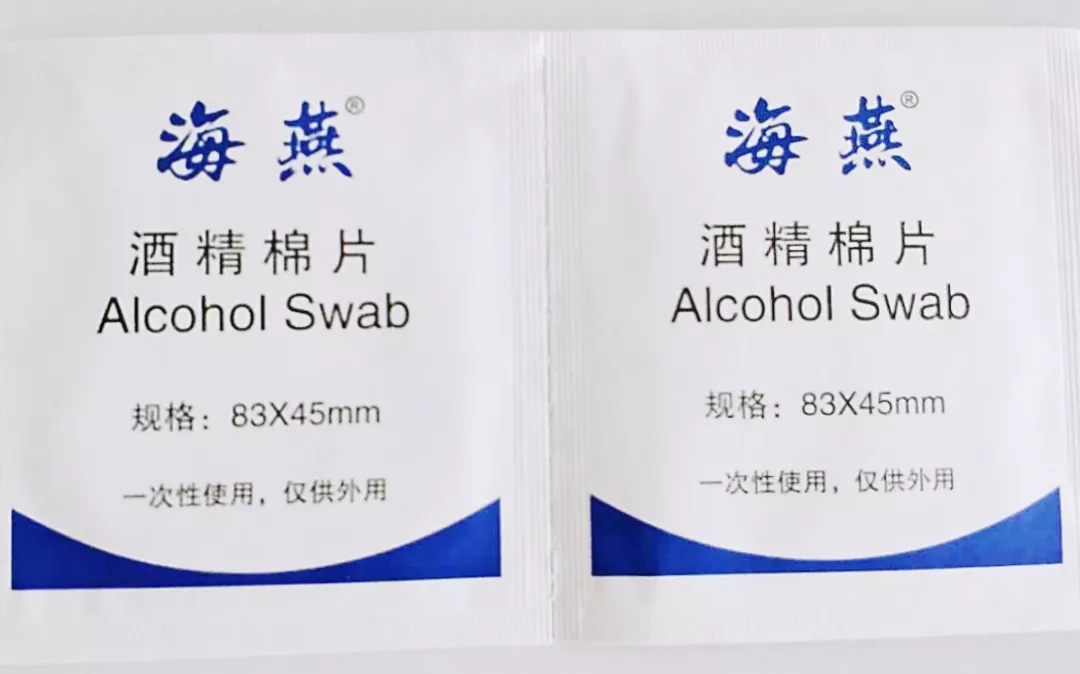 海燕®
酒精棉片
Alcohol Swab
规格：83X45mm
一次性使用，仅供外用
海燕®
酒精棉片
Alcohol Swab
规格：83X45mm
一次性使用，仅供外用